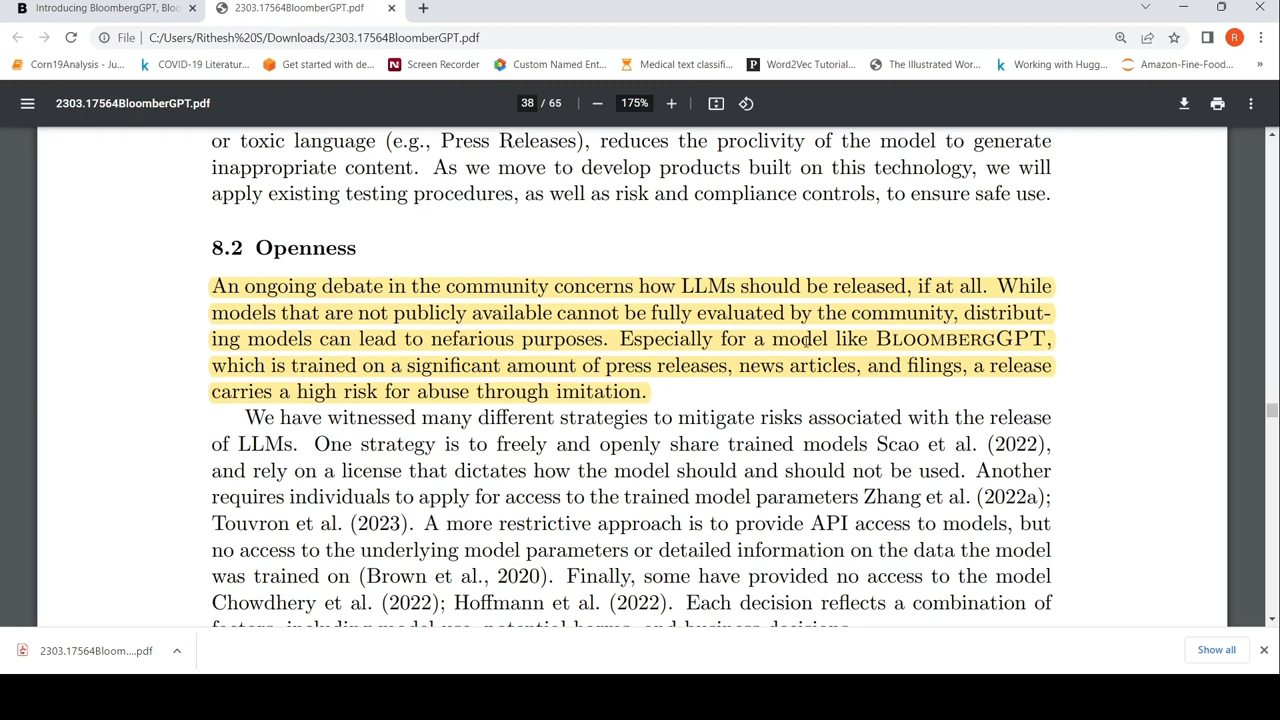 Introducing BloombergGPT, Bloo
2303.17564BloomberGPT.pdf
File | C:/Users/Rithesh%20S/Downloads/2303.17564BloomberGPT.pdf
R
Corn19Analysis - Ju...
COVID-19 Literatur...
Get started with de...
Screen Recorder
Custom Named Ent...
Medical text classifi...
Word2Vec Tutorial...
The Illustrated Wor...
Working with Hugg...
Amazon-Fine-Food...
»
2303.17564BloomberGPT.pdf
38 / 65
175%
or toxic language (e.g., Press Releases), reduces the proclivity of the model to generate
inappropriate content. As we move to develop products built on this technology, we will
apply existing testing procedures, as well as risk and compliance controls, to ensure safe use.
8.2 Openness
An ongoing debate in the community concerns how LLMs should be released, if at all. While
models that are not publicly available cannot be fully evaluated by the community, distribut-
ing models can lead to nefarious purposes. Especially for a model like BLOOMBERGGPT,
which is trained on a significant amount of press releases, news articles, and filings, a release
carries a high risk for abuse through imitation.
We have witnessed many different strategies to mitigate risks associated with the release
of LLMs. One strategy is to freely and openly share trained models Scao et al. (2022),
and rely on a license that dictates how the model should and should not be used. Another
requires individuals to apply for access to the trained model parameters Zhang et al. (2022a);
Touvron et al. (2023). A more restrictive approach is to provide API access to models, but
no access to the underlying model parameters or detailed information on the data the model
was trained on (Brown et al., 2020). Finally, some have provided no access to the model
Chowdhery et al. (2022); Hoffmann et al. (2022). Each decision reflects a combination of
factors, including model use, potential harms, and business decisions.
2303.17564Bloom....pdf
Show all